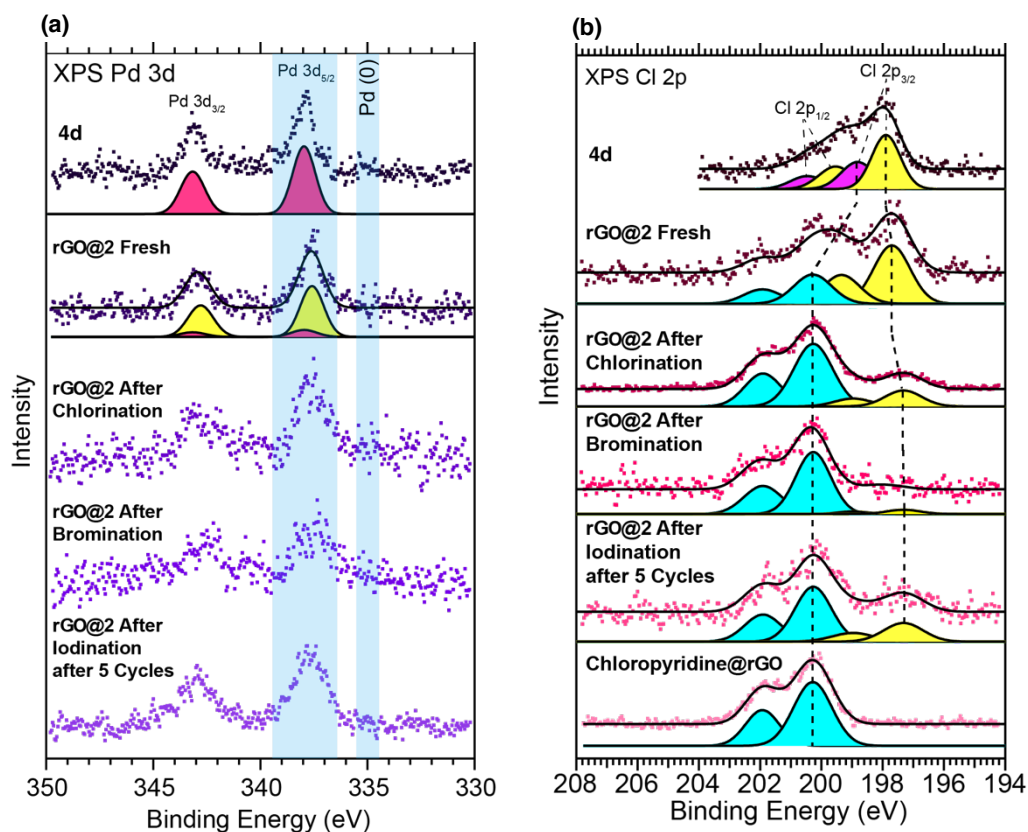 (a)
XPS Pd 3d
Pd 3d5/2
Pd (0)
Pd 3d3/2
4d
rGO@2 Fresh
rGO@2 After
Chlorination
rGO@2 After
Bromination
rGO@2 After
Iodination
after 5 Cycles
Intensity
350 345 340 335 330
Binding Energy (eV)
(b)
XPS Cl 2p
Cl 2p3/2
Cl 2p1/2
4d
rGO@2 Fresh
rGO@2 After
Chlorination
rGO@2 After
Bromination
rGO@2 After
Iodination
after 5 Cycles
Chloropyridine@rGO
Intensity
208 206 204 202 200 198 196 194
Binding Energy (eV)